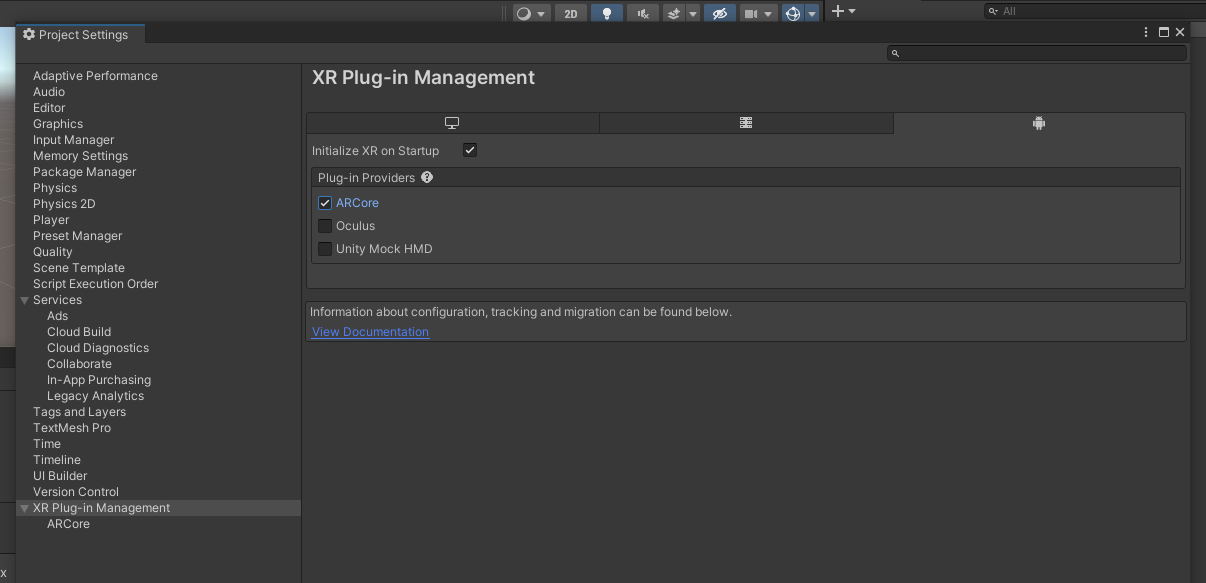 2D
All
Project Settings
Adaptive Performance
Audio
Editor
Graphics
Input Manager
Memory Settings
Package Manager
Physics
Physics 2D
Player
Preset Manager
Quality
Scene Template
Script Execution Order
Services
Ads
Cloud Build
Cloud Diagnostics
Collaborate
In-App Purchasing
Legacy Analytics
Tags and Layers
TextMesh Pro
Time
Timeline
UI Builder
Version Control
XR Plug-in Management
ARCore
XR Plug-in Management
Initialize XR on Startup
Plug-in Providers ?
ARCore
Oculus
Unity Mock HMD
Information about configuration, tracking and migration can be found below.
View Documentation
x